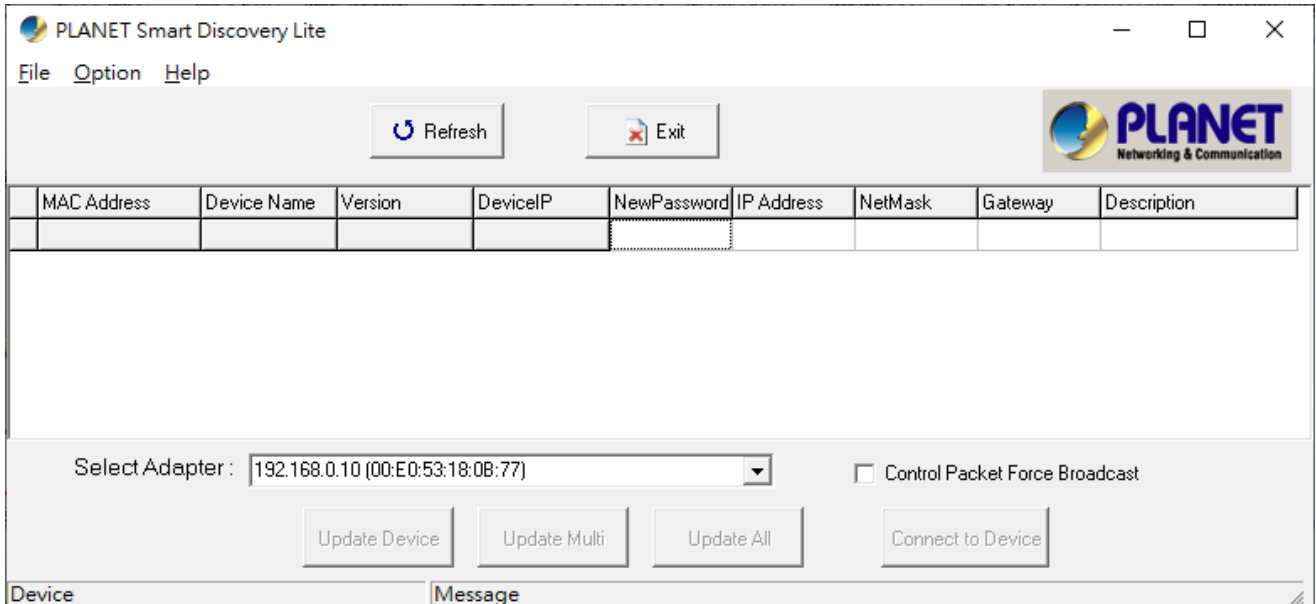 PLANET Smart Discovery Lite
File Option Help
Refresh Exit
PLANET
Networking & Communication
MAC Address Device Name Version DeviceIP NewPassword IP Address NetMask Gateway Description
Select Adapter : 192.168.0.10 (00:E0:53:18:0B:77) Control Packet Force Broadcast
Update Device Update Multi Update All Connect to Device
Device Message